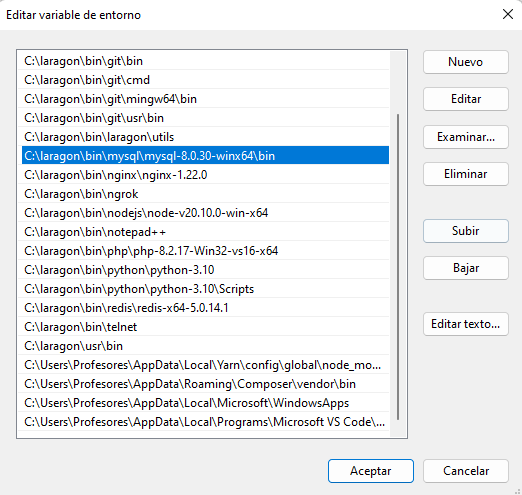 Editar variable de entorno
C:\laragon\bin\git\bin
C:\laragon\bin\git\cmd
C:\laragon\bin\git\mingw64\bin
C:\laragon\bin\git\usr\bin
C:\laragon\bin\laragon\utils
C:\laragon\bin\mysql\mysql-8.0.30-winx64\bin
C:\laragon\bin\nginx\nginx-1.22.0
C:\laragon\bin\ngrok
C:\laragon\bin\nodejs\node-v20.10.0-win-x64
C:\laragon\bin\notepad++
C:\laragon\bin\php\php-8.2.17-Win32-vs16-x64
C:\laragon\bin\python\python-3.10
C:\laragon\bin\python\python-3.10\Scripts
C:\laragon\bin\redis\redis-x64-5.0.14.1
C:\laragon\bin\telnet
C:\laragon\usr\bin
C:\Users\Profesores\AppData\Local\Yarn\config\global\node_mo...
C:\Users\Profesores\AppData\Roaming\Composer\vendor\bin
C:\Users\Profesores\AppData\Local\Microsoft\WindowsApps
C:\Users\Profesores\AppData\Local\Programs\Microsoft VS Code\...
Nuevo
Editar
Examinar...
Eliminar
Subir
Bajar
Editar texto...
Aceptar
Cancelar